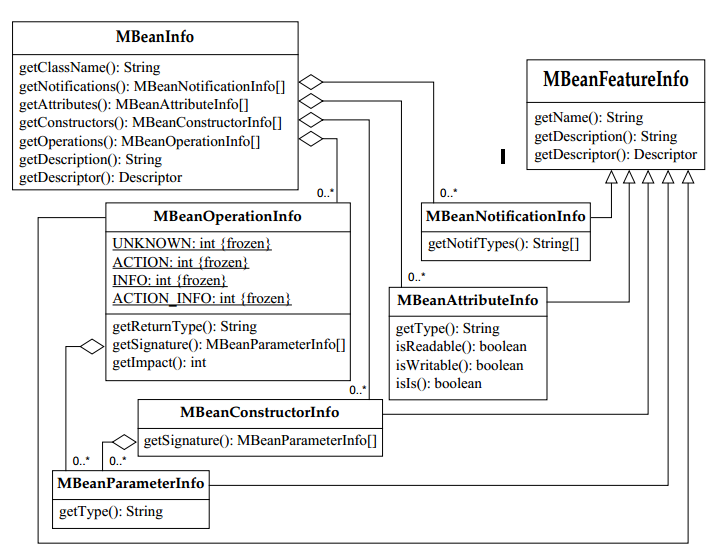 MBeanInfo
getClassName(): String
getNotifications(): MBeanNotificationInfo[]
getAttributes(): MBeanAttributeInfo[]
getConstructors(): MBeanConstructorInfo[]
getOperations(): MBeanOperationInfo[]
getDescription(): String
getDescriptor(): Descriptor
MBeanFeatureInfo
getName(): String
getDescription(): String
getDescriptor(): Descriptor
0..*
0..*
MBeanOperationInfo
UNKNOWN: int {frozen}
ACTION: int {frozen}
INFO: int {frozen}
ACTION_INFO: int {frozen}
getReturnType(): String
getSignature(): MBeanParameterInfo[]
getImpact(): int
MBeanNotificationInfo
getNotifTypes(): String[]
0..*
MBeanAttributeInfo
getType(): String
isReadable(): boolean
isWritable(): boolean
isIs(): boolean
0..*
MBeanConstructorInfo
getSignature(): MBeanParameterInfo[]
0..*
0..*
MBeanParameterInfo
getType(): String